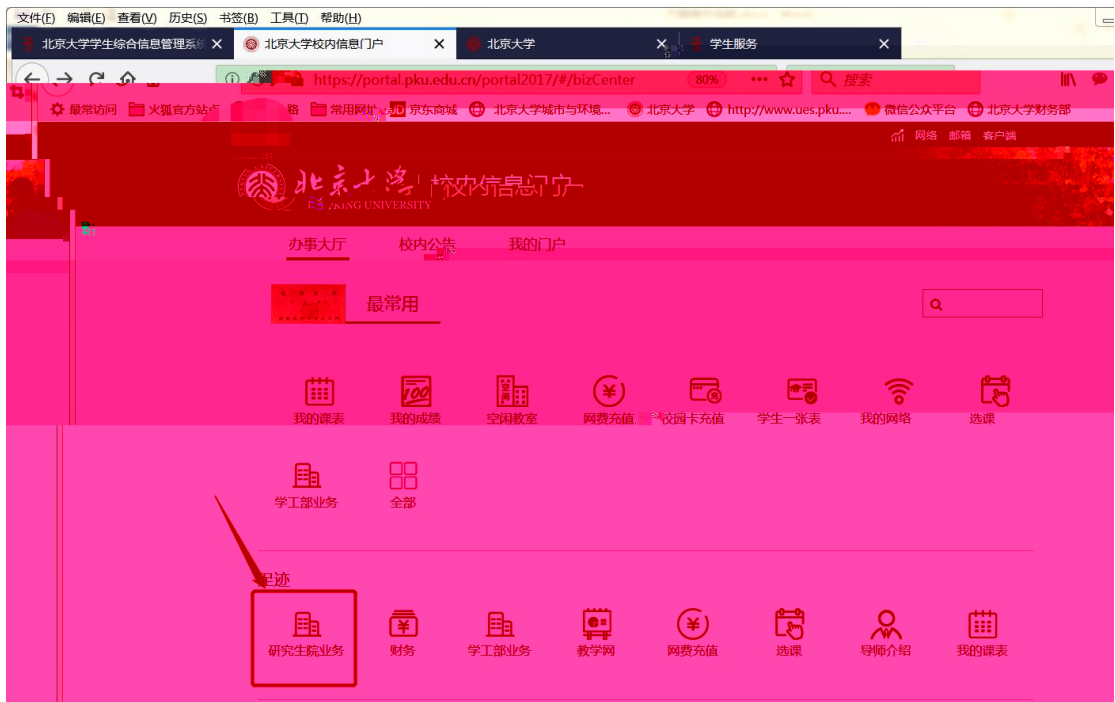 文件(F) 编辑(E) 查看(V) 历史(S) 书签(B) 工具(T) 帮助(H)
北京大学学生综合信息管理系统 北京大学校内信息门户 北京大学 学生服务
https://portal.pku.edu.cn/portal2017/#/bizCenter 80% 搜索
最常访问 火狐官方站点 常用网址 JD 京东商城 北京大学城市与环境... 北京大学 http://www.ues.pku.... 微信公众平台 北京大学财务部
网络 邮箱 客户端
北京大学 校内信息门户
PEKING UNIVERSITY
办事大厅 校内公告 我的门户
最常用
我的课表 我的成绩 空闲教室 网费充值 校园卡充值 学生一张表 我的网络 选课
学工部业务 全部
足迹
研究生院业务 财务 学工部业务 教学网 网费充值 选课 导师介绍 我的课表